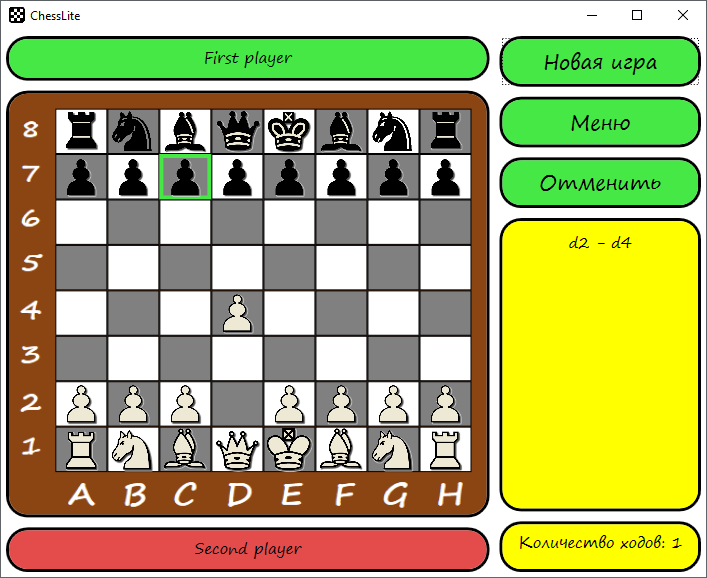 ChessLite
First player
Новая игра
Меню
Отменить
d2 - d4
8
7
6
5
4
3
2
1
A B C D E F G H
Second player
Количество ходов: 1